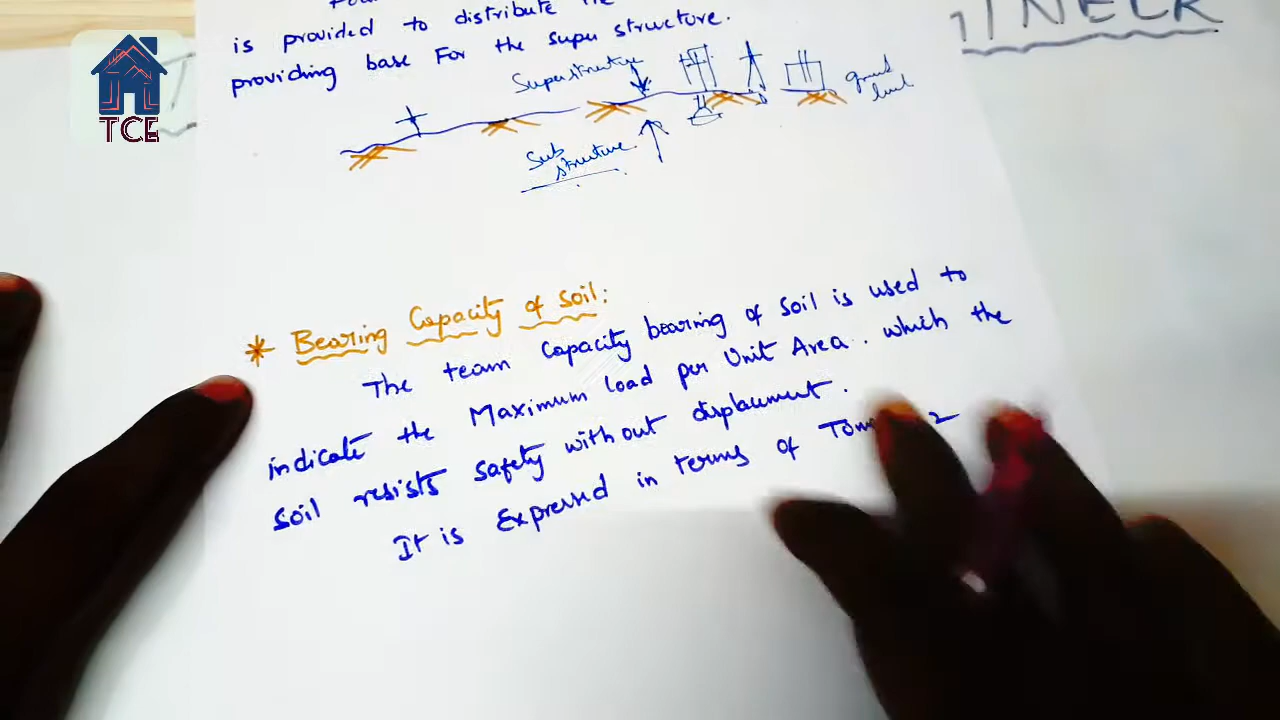 TCE
is provided to distribute
providing base For the super structure.
Superstructure
ground level
Sub structure
* Bearing Capacity of soil:
The team Capacity bearing of soil is used to
indicate the Maximum load per Unit Area. which the
soil resists safety without displacement.
It is Expressed in terms of